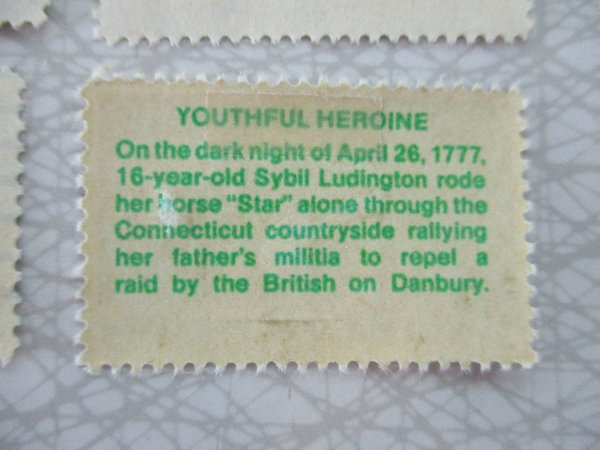 YOUTHFUL HEROINE
On the dark night of April 26, 1777,
16-year-old Sybil Ludington rode
her horse "Star" alone through the
Connecticut countryside rallying
her father's militia to repel a
raid by the British on Danbury.